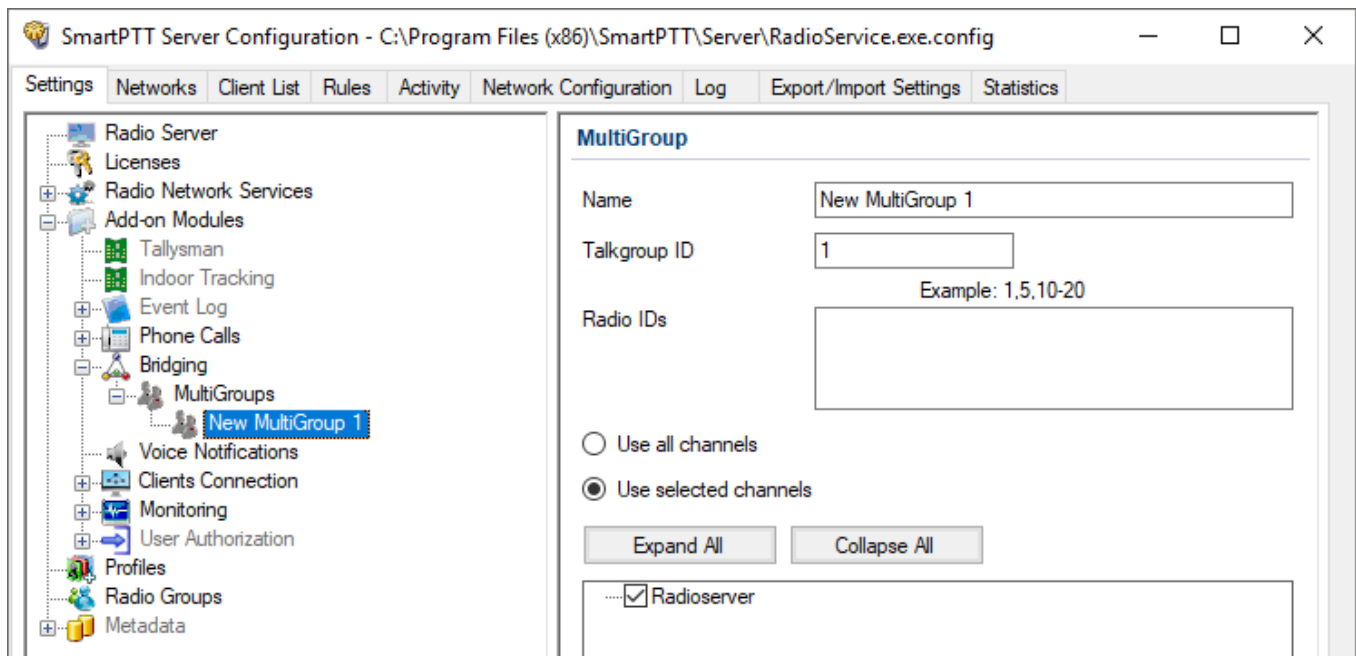 SmartPTT Server Configuration - C:\Program Files (x86)\SmartPTT\Server\RadioService.exe.config
Settings Networks Client List Rules Activity Network Configuration Log Export/Import Settings Statistics
Radio Server
Licenses
Radio Network Services
Add-on Modules
Tallysman
Indoor Tracking
Event Log
Phone Calls
Bridging
MultiGroups
New MultiGroup 1
Voice Notifications
Clients Connection
Monitoring
User Authorization
Profiles
Radio Groups
Metadata
MultiGroup
Name New MultiGroup 1
Talkgroup ID 1
Example: 1,5,10-20
Radio IDs
Use all channels
Use selected channels
Expand All Collapse All
Radioserver